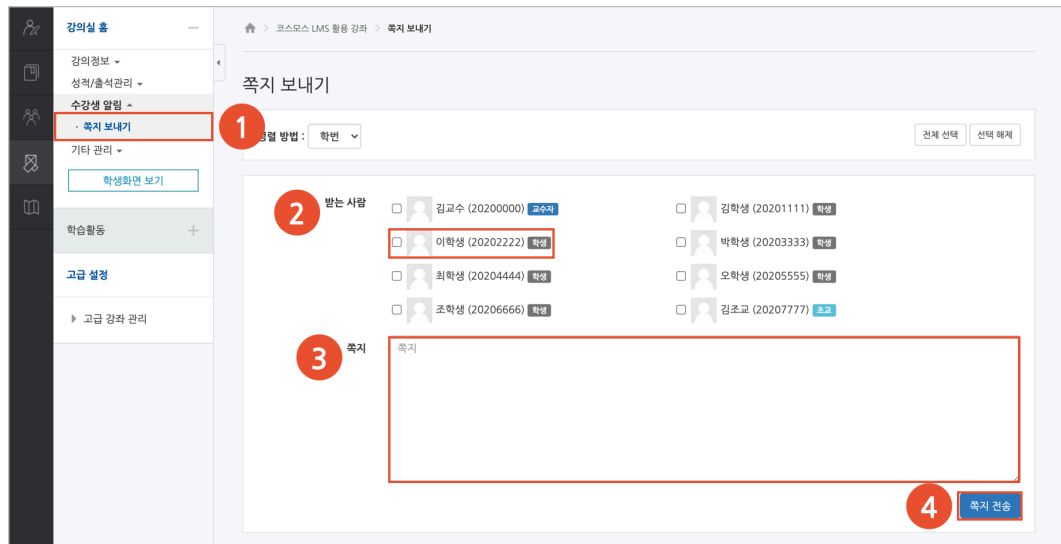 강의실 홈
강의정보
성적/출석관리
수강생 알림
· 쪽지 보내기
기타 관리
학생화면 보기
학습활동
고급 설정
고급 강좌 관리
코스모스 LMS 활용 강좌 > 쪽지 보내기
쪽지 보내기
1
방법 : 학번
전체 선택 선택 해제
2
받는 사람
김교수 (20200000) 교수자 김학생 (20201111) 학생
이학생 (20202222) 학생 박학생 (20203333) 학생
최학생 (20204444) 학생 오학생 (20205555) 학생
조학생 (20206666) 학생 김조교 (20207777) 조교
3
쪽지
쪽지
4
쪽지 전송